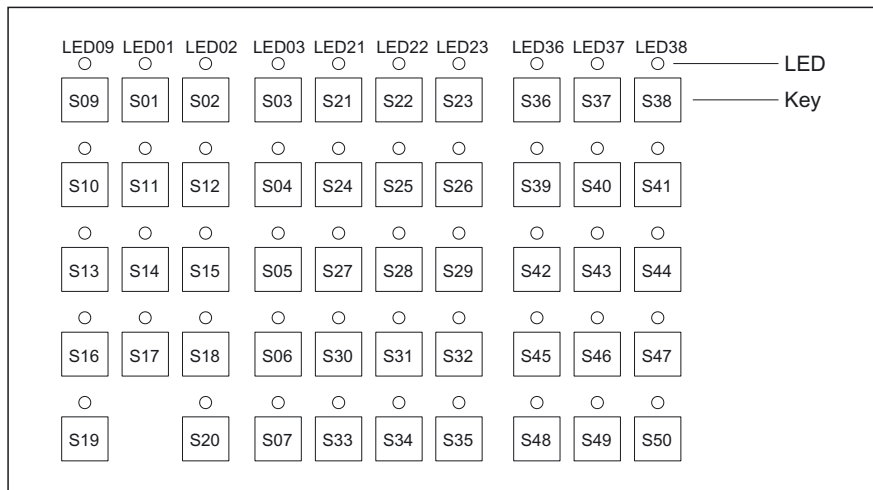 LED09 LED01 LED02 LED03 LED21 LED22 LED23 LED36 LED37 LED38
LED
S09 S01 S02 S03 S21 S22 S23 S36 S37 S38
Key
S10 S11 S12 S04 S24 S25 S26 S39 S40 S41
S13 S14 S15 S05 S27 S28 S29 S42 S43 S44
S16 S17 S18 S06 S30 S31 S32 S45 S46 S47
S19 S20 S07 S33 S34 S35 S48 S49 S50